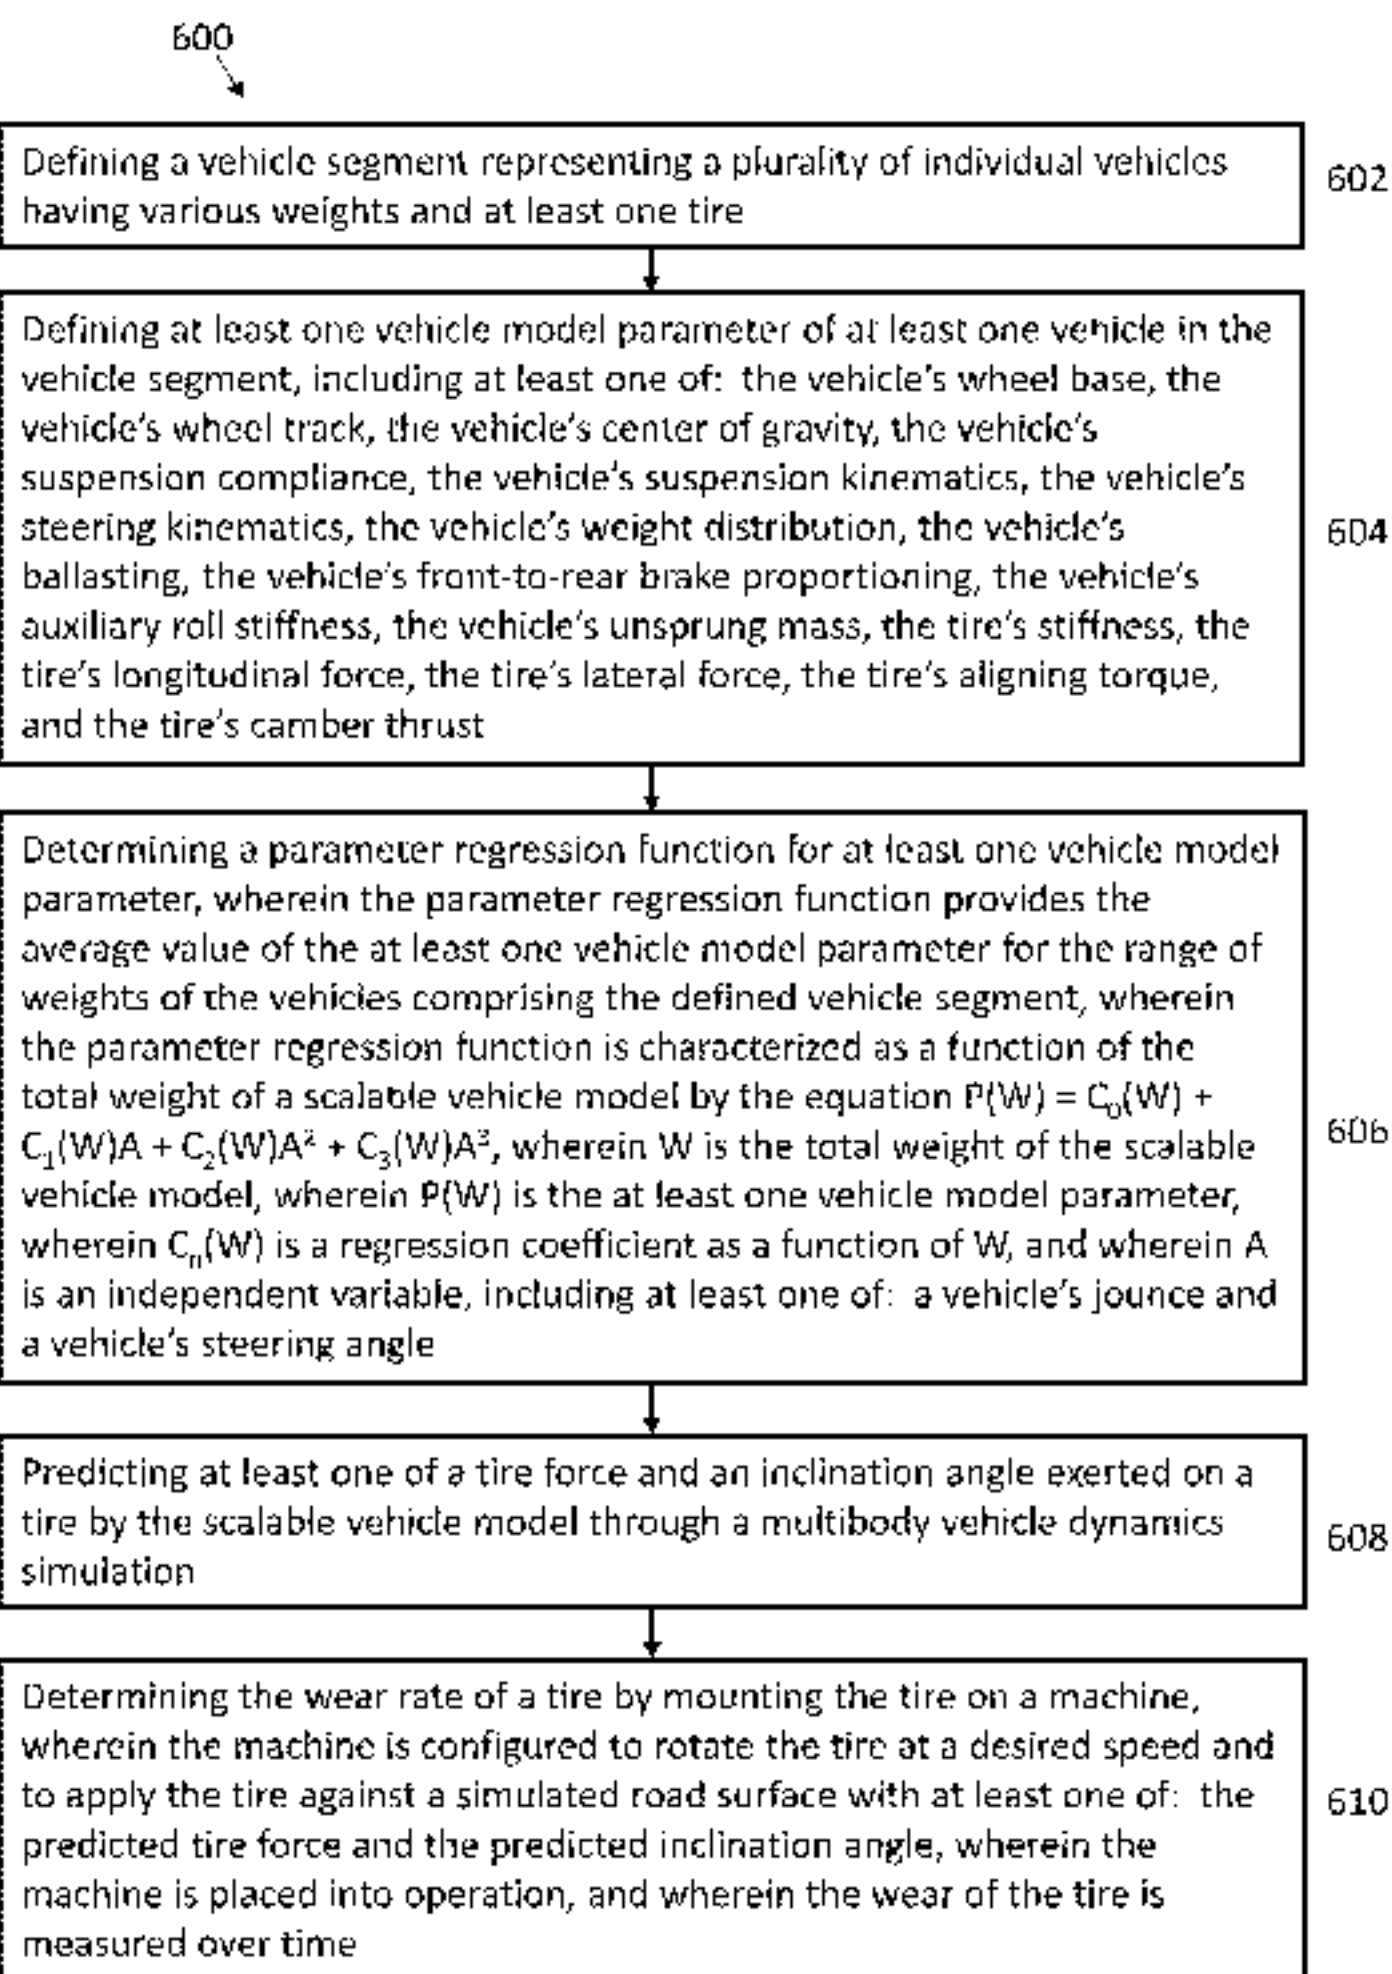 600
Defining a vehicle segment representing a plurality of individual vehicles
having various weights and at least one tire
602
Defining at least one vehicle model parameter of at least one vehicle in the
vehicle segment, including at least one of: the vehicle's wheel base, the
vehicle's wheel track, the vehicle's center of gravity, the vehicle's
suspension compliance, the vehicle's suspension kinematics, the vehicle's
steering kinematics, the vehicle's weight distribution, the vehicle's
ballasting, the vehicle's front-to-rear brake proportioning, the vehicle's
auxiliary roll stiffness, the vehicle's unsprung mass, the tire's stiffness, the
tire's longitudinal force, the tire's lateral force, the tire's aligning torque,
and the tire's camber thrust
604
Determining a parameter regression function for at least one vehicle model
parameter, wherein the parameter regression function provides the
average value of the at least one vehicle model parameter for the range of
weights of the vehicles comprising the defined vehicle segment, wherein
the parameter regression function is characterized as a function of the
total weight of a scalable vehicle model by the equation P(W) = C₀(W) +
C₁(W)A + C₂(W)A² + C₃(W)A³, wherein W is the total weight of the scalable
vehicle model, wherein P(W) is the at least one vehicle model parameter,
wherein Cₙ(W) is a regression coefficient as a function of W, and wherein A
is an independent variable, including at least one of: a vehicle's jounce and
a vehicle's steering angle
606
Predicting at least one of a tire force and an inclination angle exerted on a
tire by the scalable vehicle model through a multibody vehicle dynamics
simulation
608
Determining the wear rate of a tire by mounting the tire on a machine,
wherein the machine is configured to rotate the tire at a desired speed and
to apply the tire against a simulated road surface with at least one of: the
predicted tire force and the predicted inclination angle, wherein the
machine is placed into operation, and wherein the wear of the tire is
measured over time
610